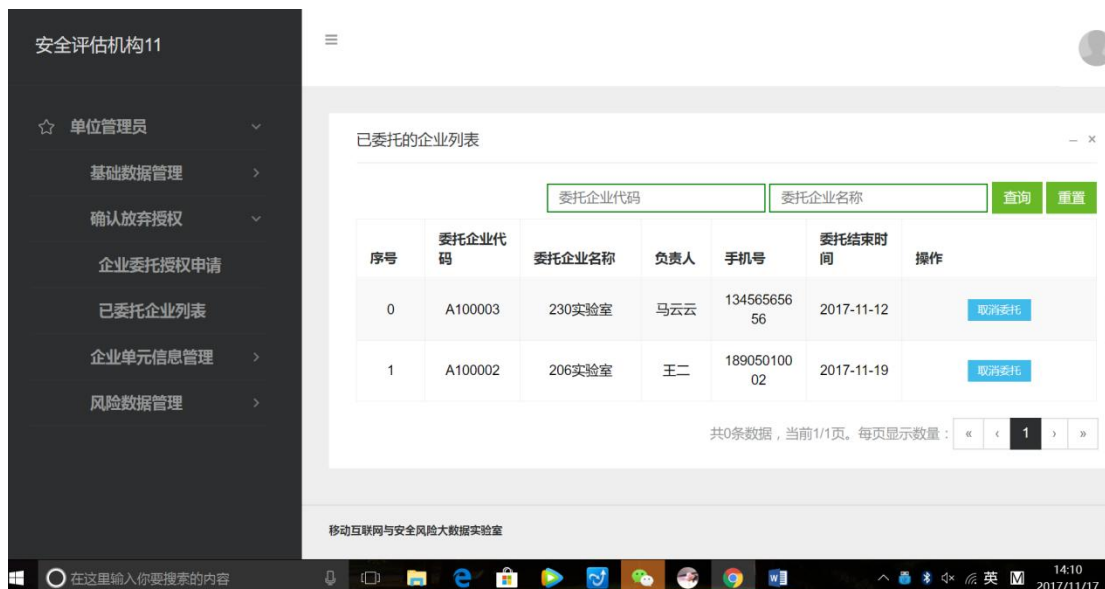 安全评估机构11
单位管理员
基础数据管理
确认放弃授权
企业委托授权申请
已委托企业列表
企业单元信息管理
风险数据管理
已委托的企业列表
委托企业代码 委托企业名称 查询 重置
序号 委托企业代码 委托企业名称 负责人 手机号 委托结束时间 操作
0 A100003 230实验室 马云云 13456565656 2017-11-12 取消委托
1 A100002 206实验室 王二 18905010002 2017-11-19 取消委托
共0条数据，当前1/1页。每页显示数量： « ‹ 1 › »
移动互联网与安全风险大数据实验室
在这里输入你要搜索的内容
英
14:10
2017/11/17